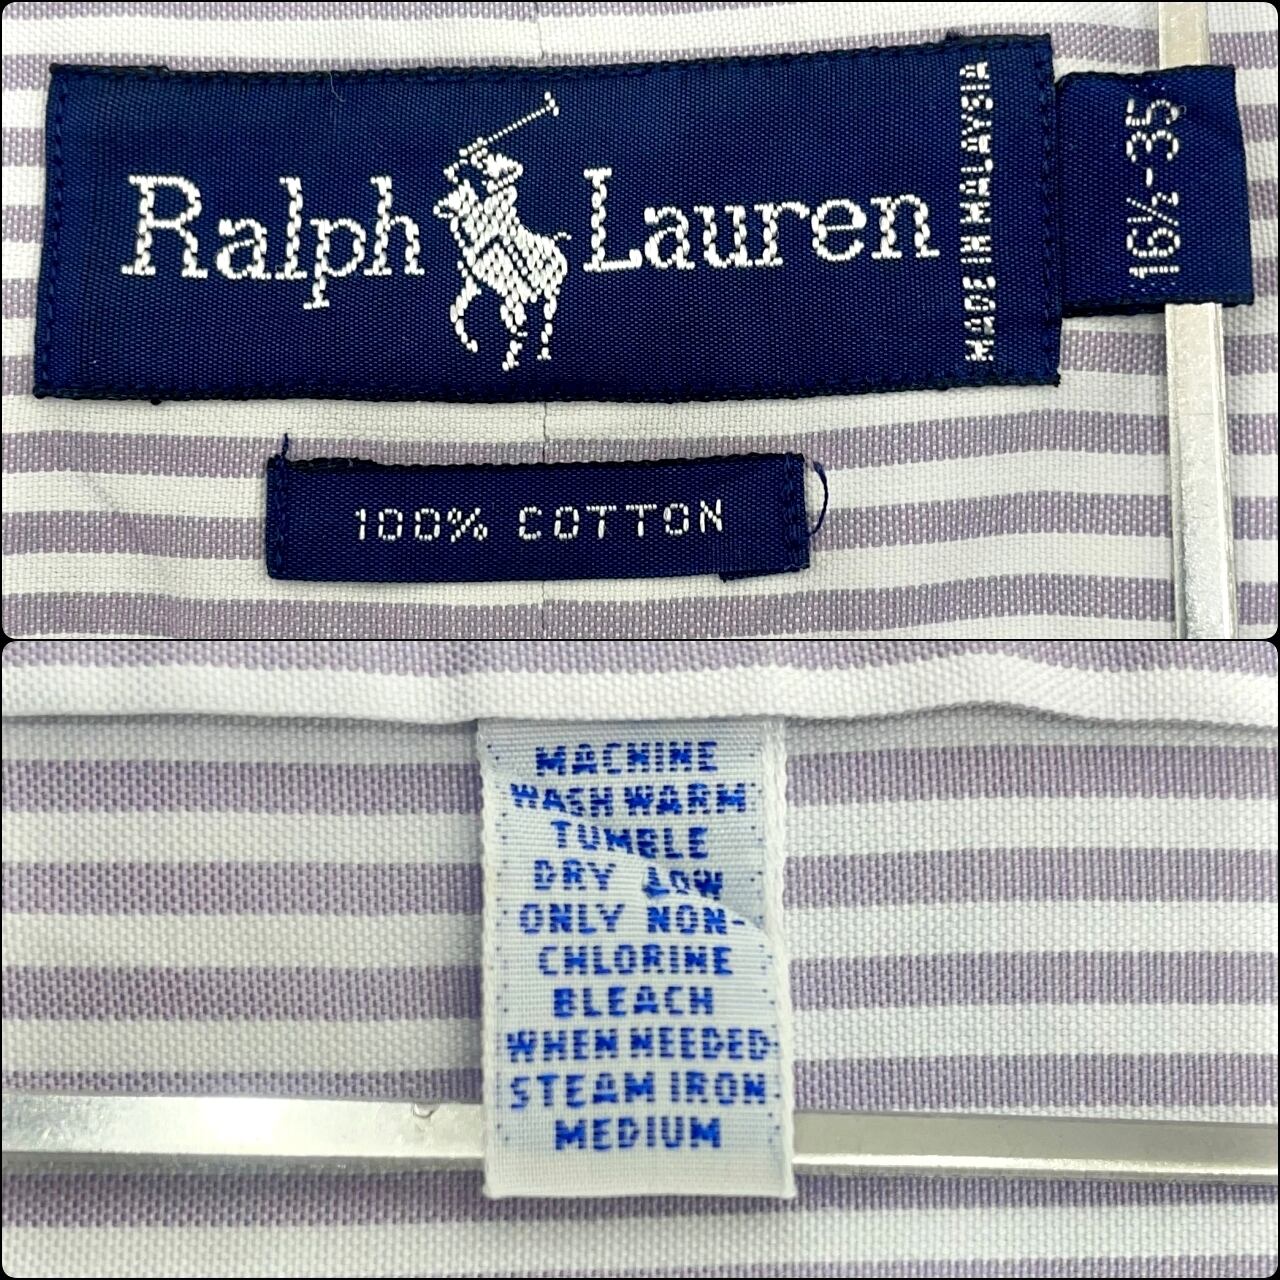 Ralph Lauren
MADE IN MALAYSIA
16½-35
100% COTTON
MACHINE
WASH WARM
TUMBLE
DRY LOW
ONLY NON-
CHLORINE
BLEACH
WHEN NEEDED
STEAM IRON
MEDIUM